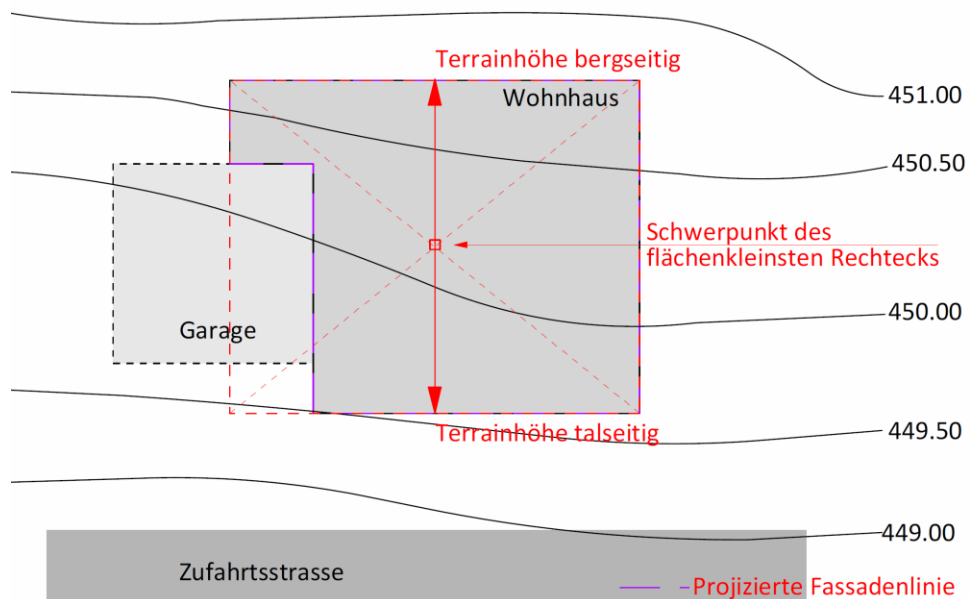 Terrainhöhe bergseitig
Wohnhaus
451.00
450.50
Schwerpunkt des
flächenkleinsten Rechtecks
450.00
Garage
449.50
Terrainhöhe talseitig
449.00
Zufahrtsstrasse
Projizierte Fassadenlinie